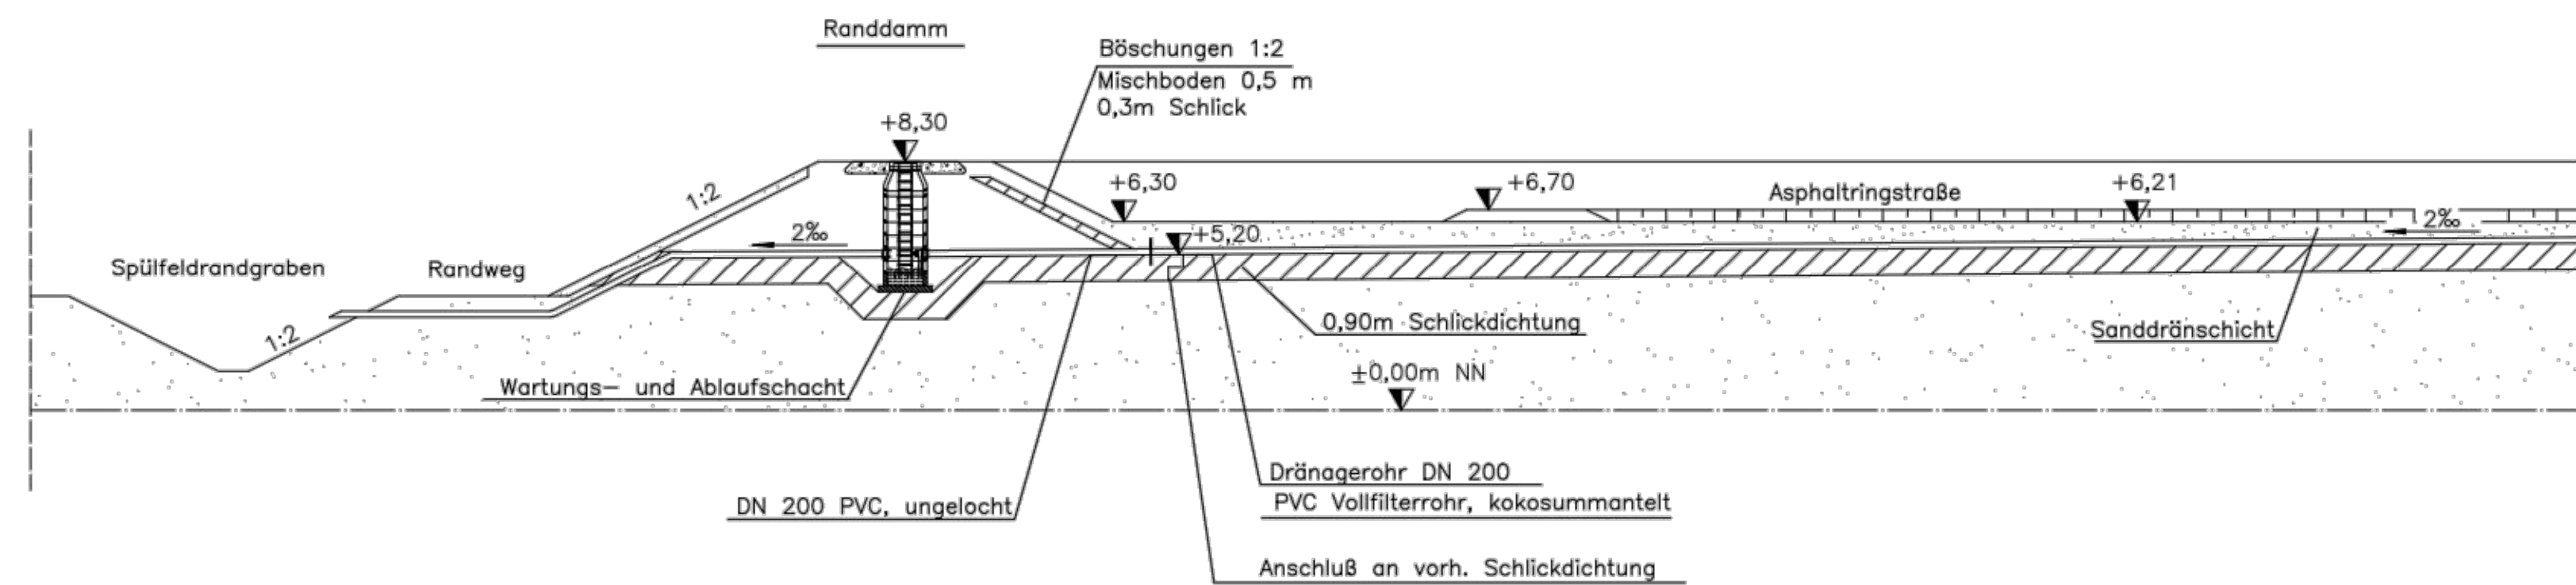 Randdamm
Böschungen 1:2
Mischboden 0,5 m
0,3m Schlick
+8,30
1:2
+6,30
+6,70
Asphaltringstraße
+6,21
2‰
2‰
+5,20
Spülfeldrandgraben
Randweg
1:2
0,90m Schlickdichtung
Sanddränschicht
±0,00m NN
Wartungs- und Ablaufschacht
Dränagerohr DN 200
PVC Vollfilterrohr, kokosummantelt
DN 200 PVC, ungelocht
Anschluß an vorh. Schlickdichtung